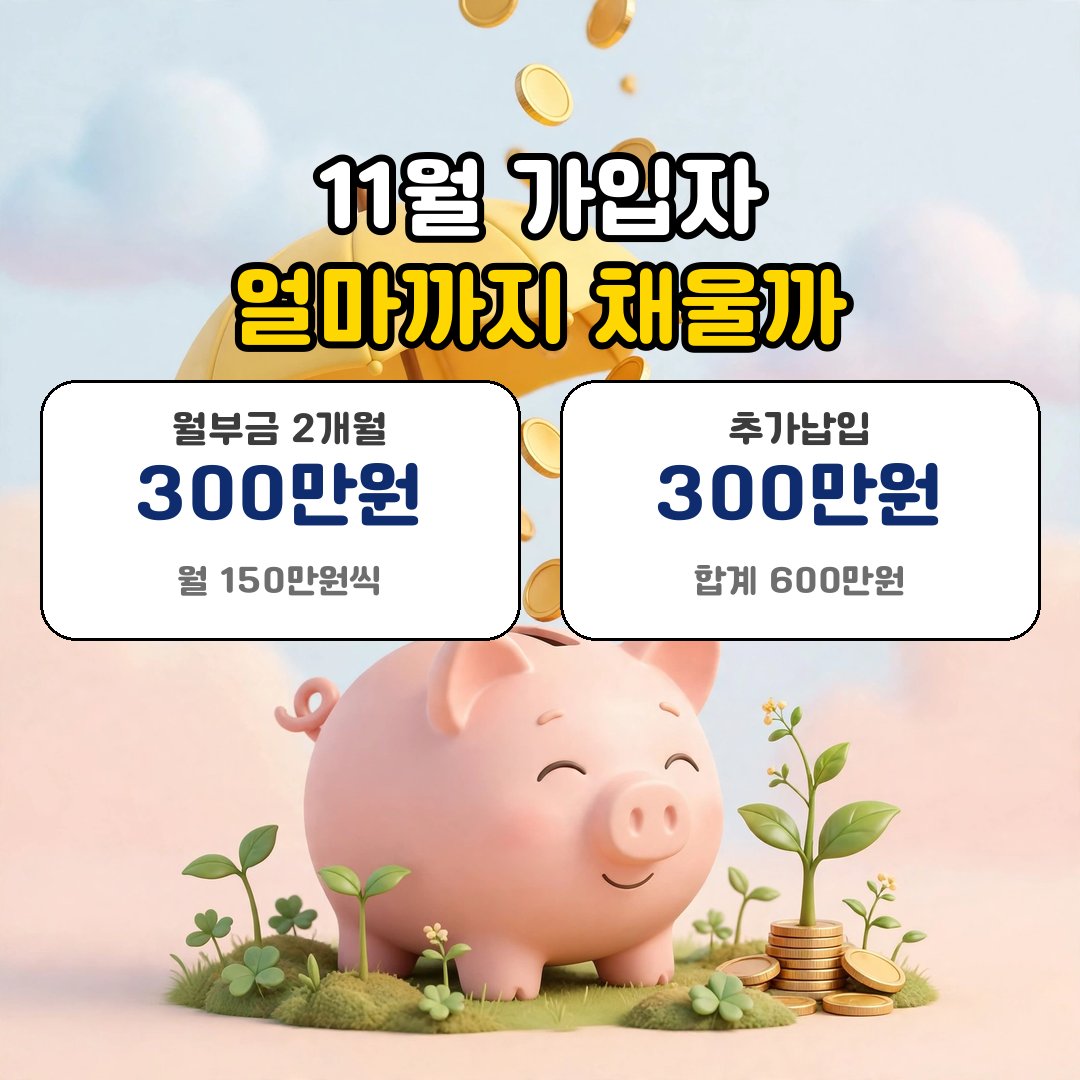 11월 가입자
얼마까지 채울까
월부금 2개월
300만원
월 150만원씩
추가납입
300만원
합계 600만원